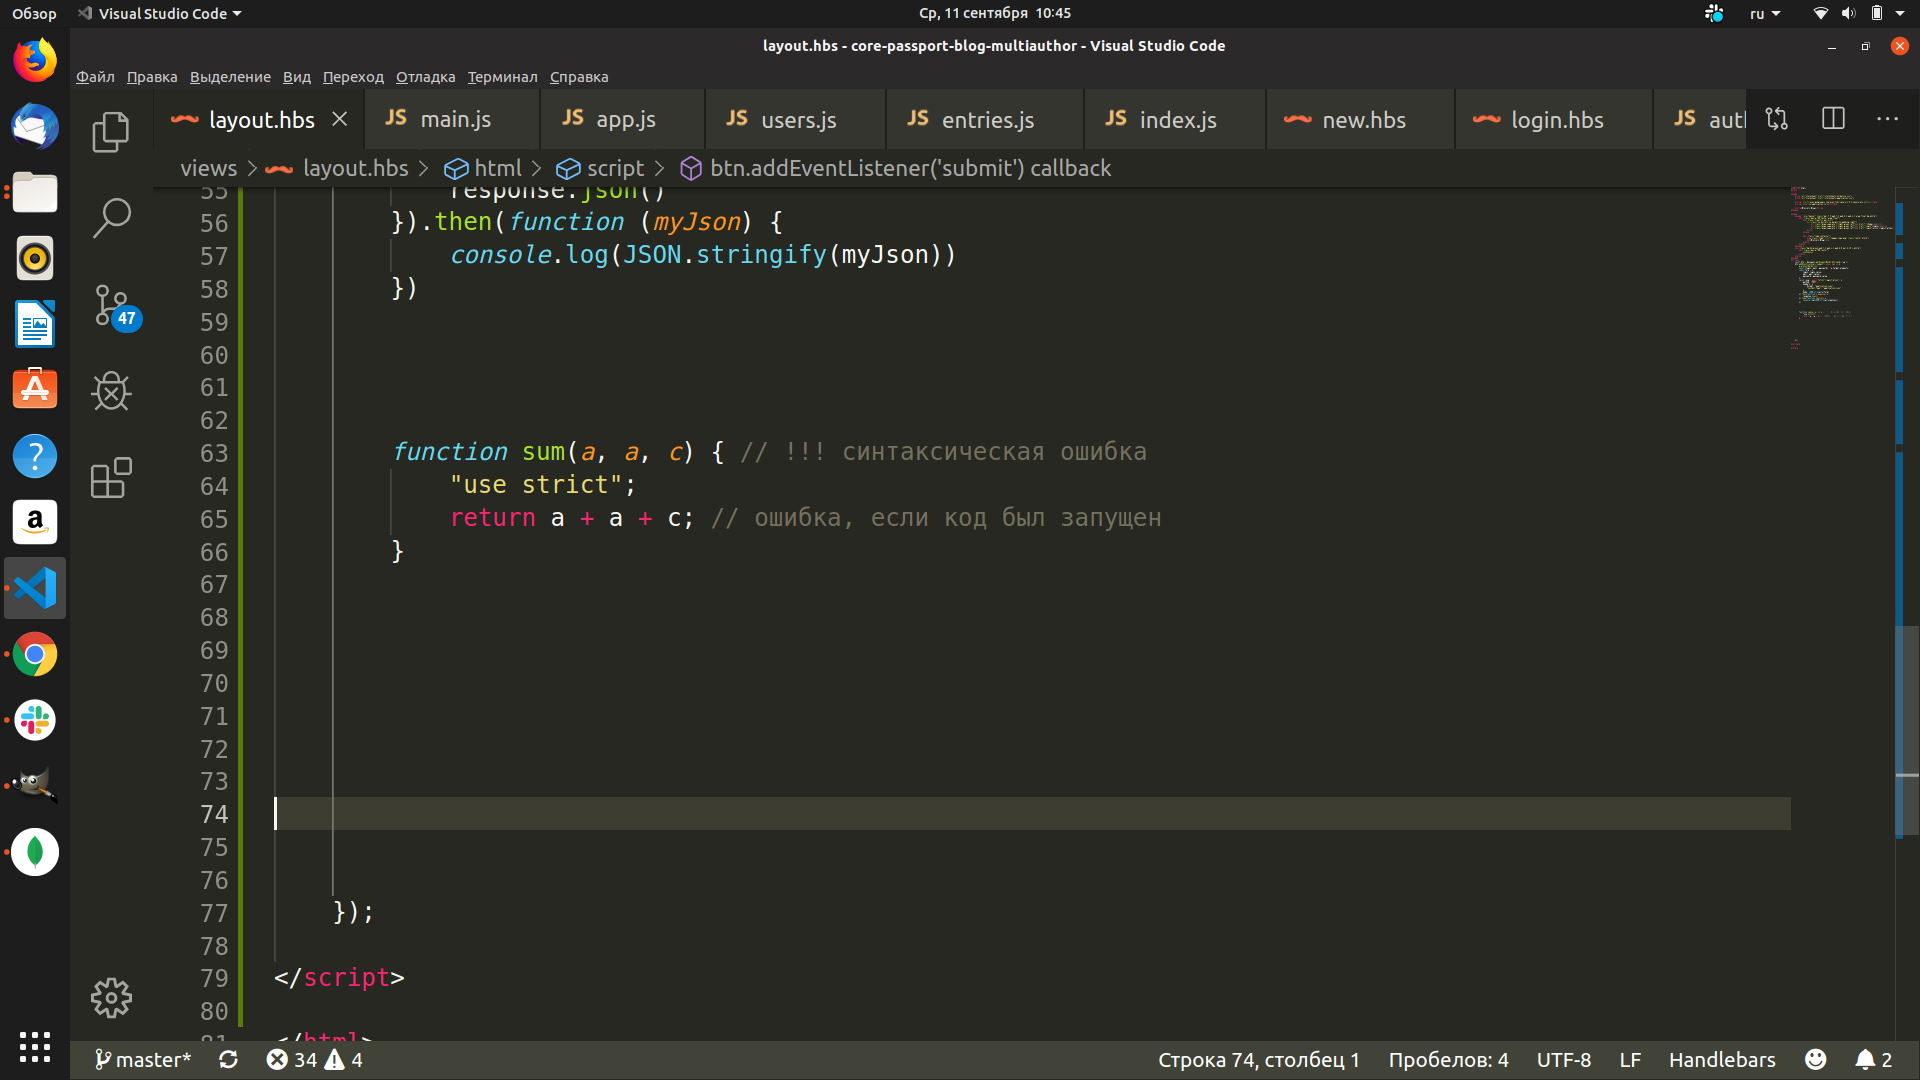 Обзор Visual Studio Code Ср, 11 сентября 10:45 ru
layout.hbs - core-passport-blog-multiauthor - Visual Studio Code
Файл Правка Выделение Вид Переход Отладка Терминал Справка
layout.hbs JS main.js JS app.js JS users.js JS entries.js JS index.js new.hbs login.hbs JS auth
views layout.hbs html script btn.addEventListener('submit') callback
55 response.json()
56 }).then(function (myJson) {
57 console.log(JSON.stringify(myJson))
58 })
59
60
61
62
63 function sum(a, a, c) { // !!! синтаксическая ошибка
64 "use strict";
65 return a + a + c; // ошибка, если код был запущен
66 }
67
68
69
70
71
72
73
74
75
76
77 });
78
79 </script>
80
81 </html>
47
master* 34 4 Строка 74, столбец 1 Пробелов: 4 UTF-8 LF Handlebars 2